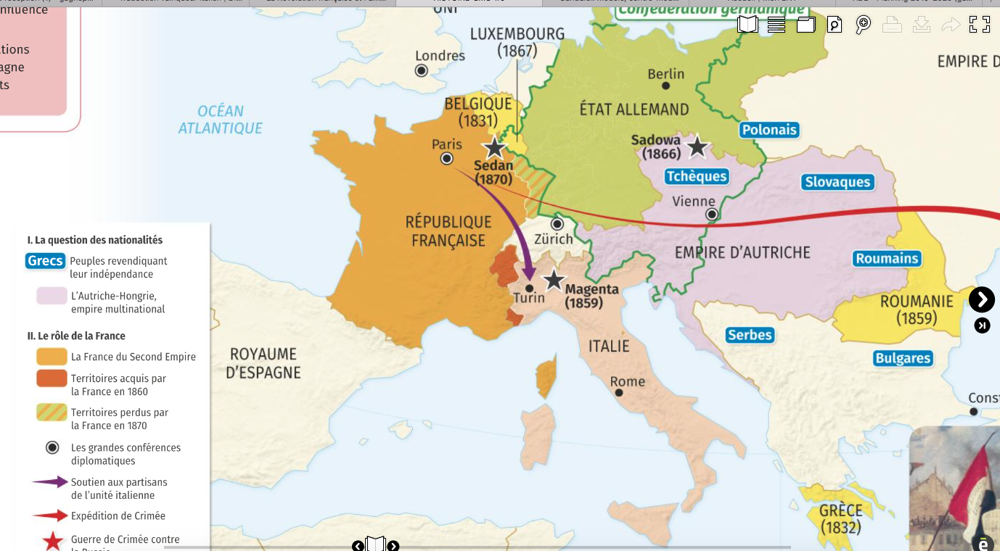 nfluence
tions
agne
ts
UNI
Confédération germanique
LUXEMBOURG
(1867)
Londres
EMPIRE D
Berlin
BELGIQUE
(1831)
ÉTAT ALLEMAND
OCÉAN
ATLANTIQUE
Polonais
Paris
Sadowa
(1866)
Sedan
(1870)
Tchèques
Slovaques
Vienne
RÉPUBLIQUE
FRANÇAISE
Zürich
EMPIRE D'AUTRICHE
Roumains
Turin
Magenta
(1859)
ROUMANIE
(1859)
Serbes
ITALIE
Bulgares
ROYAUME
D'ESPAGNE
Rome
Const
GRÈCE
(1832)
I. La question des nationalités
Grecs
Peuples revendiquant
leur indépendance
L'Autriche-Hongrie,
empire multinational
II. Le rôle de la France
La France du Second Empire
Territoires acquis par
la France en 1860
Territoires perdus par
la France en 1870
Les grandes conférences
diplomatiques
Soutien aux partisans
de l'unité italienne
Expédition de Crimée
Guerre de Crimée contre
la Russie
ē